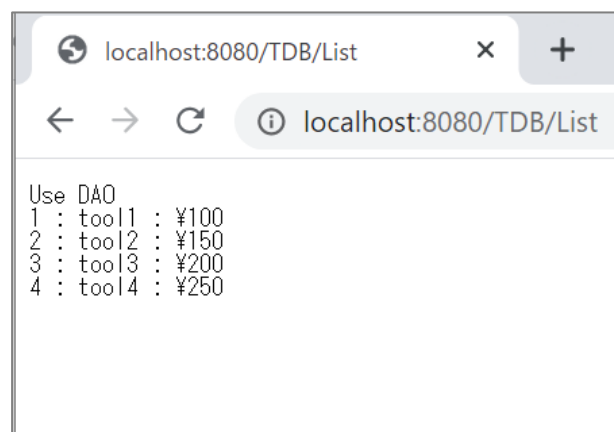 localhost:8080/TDB/List
localhost:8080/TDB/List
Use DAO
1 : tool1 : ¥100
2 : tool2 : ¥150
3 : tool3 : ¥200
4 : tool4 : ¥250